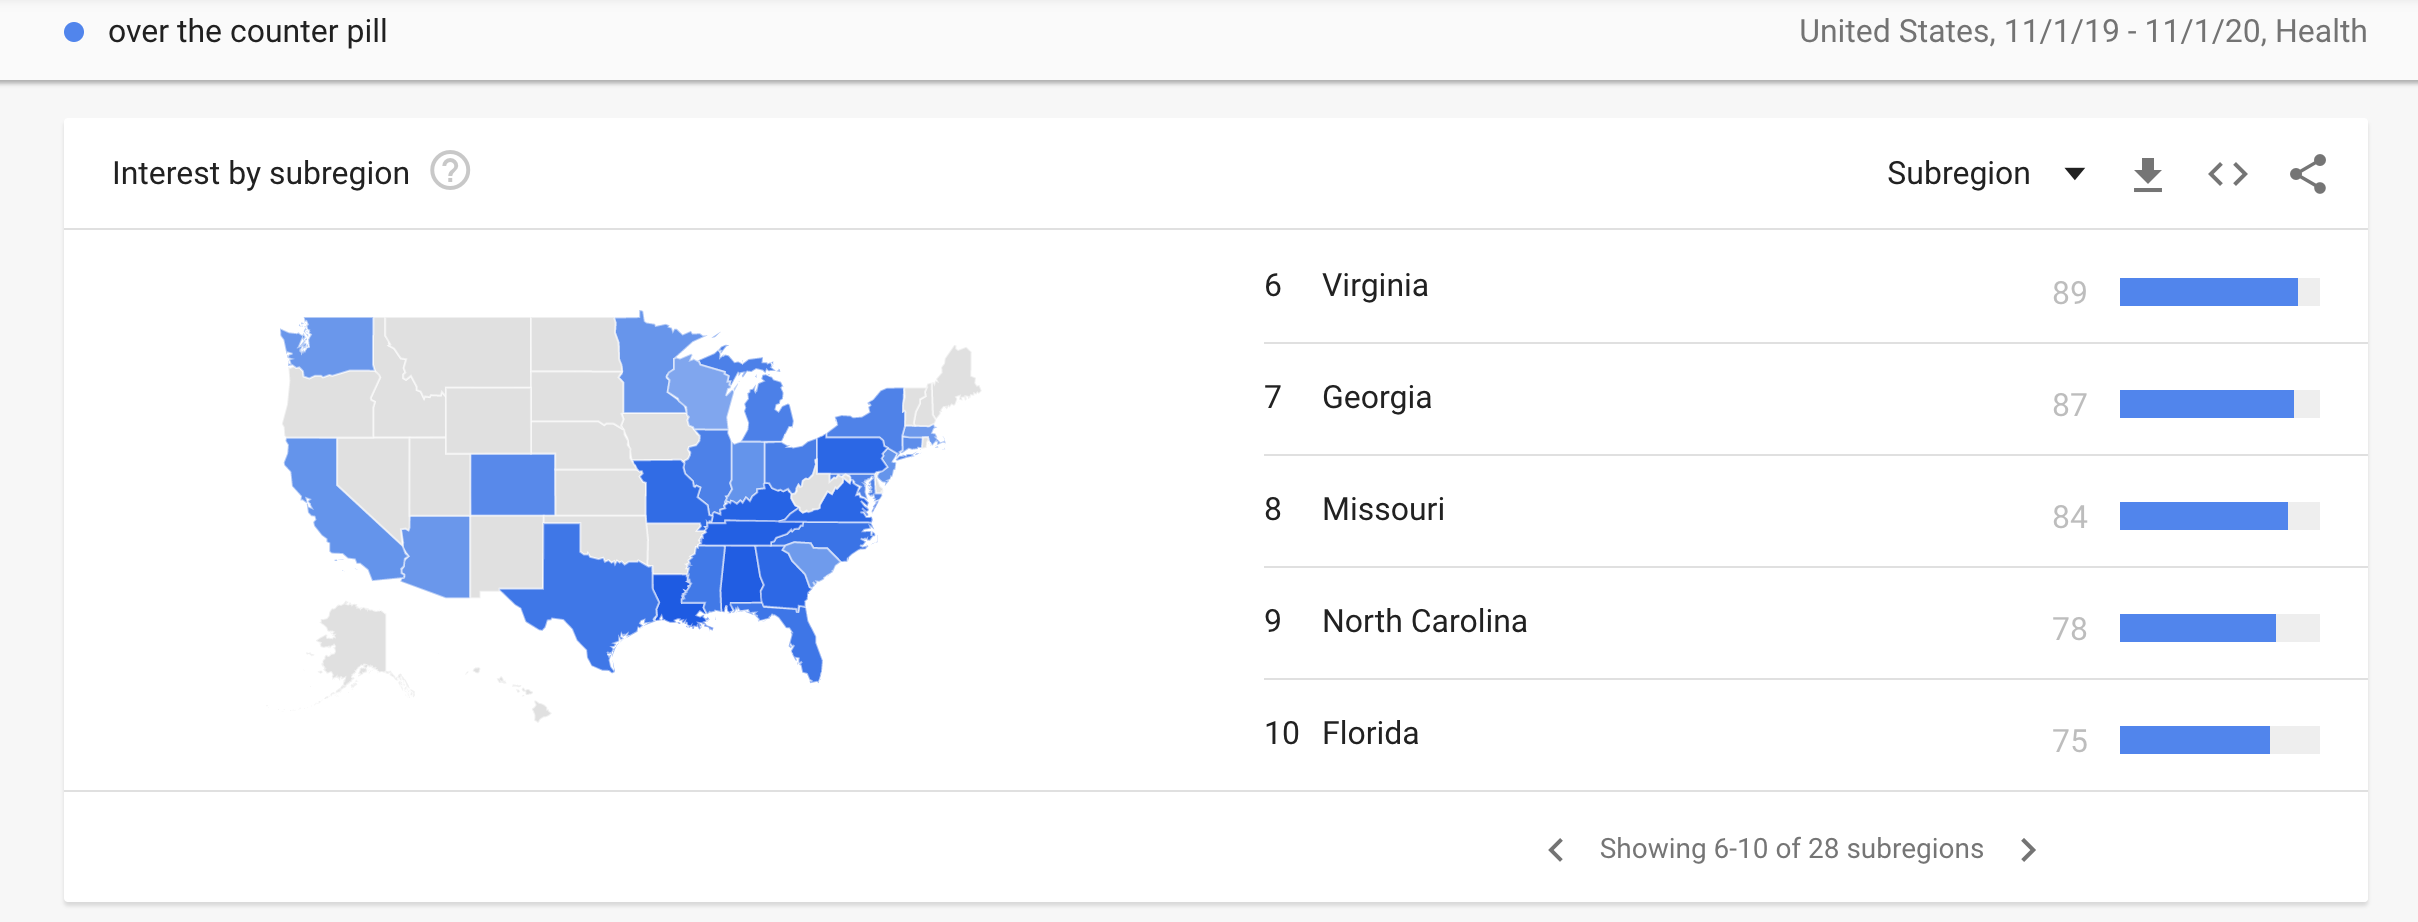 over the counter pill
United States, 11/1/19 - 11/1/20, Health
Interest by subregion ?
Subregion
6 Virginia 89
7 Georgia 87
8 Missouri 84
9 North Carolina 78
10 Florida 75
Showing 6-10 of 28 subregions